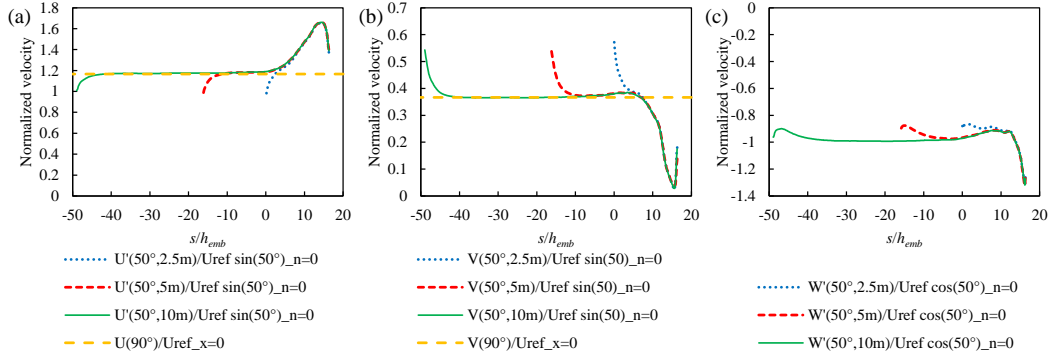 (a)
Normalized velocity
1.8
1.6
1.4
1.2
1
0.8
0.6
0.4
0.2
0
-50 -40 -30 -20 -10 0 10 20
s/h_emb
U'(50°,2.5m)/Uref sin(50°)_n=0
U'(50°,5m)/Uref sin(50°)_n=0
U'(50°,10m)/Uref sin(50°)_n=0
U(90°)/Uref_x=0
(b)
Normalized velocity
0.7
0.6
0.5
0.4
0.3
0.2
0.1
0
-50 -40 -30 -20 -10 0 10 20
s/h_emb
V(50°,2.5m)/Uref sin(50)_n=0
V(50°,5m)/Uref sin(50)_n=0
V(50°,10m)/Uref sin(50)_n=0
V(90°)/Uref_x=0
(c)
Normalized velocity
0
-0.2
-0.4
-0.6
-0.8
-1
-1.2
-1.4
-50 -40 -30 -20 -10 0 10 20
s/h_emb
W'(50°,2.5m)/Uref cos(50°)_n=0
W'(50°,5m)/Uref cos(50°)_n=0
W'(50°,10m)/Uref cos(50°)_n=0